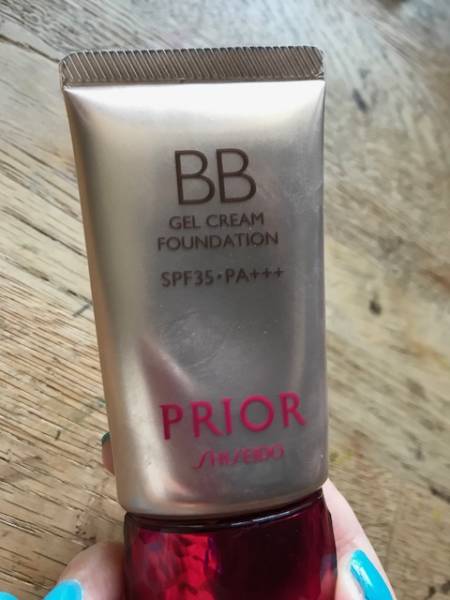 BB
GEL CREAM
FOUNDATION
SPF35・PA+++
PRIOR
SHISEIDO